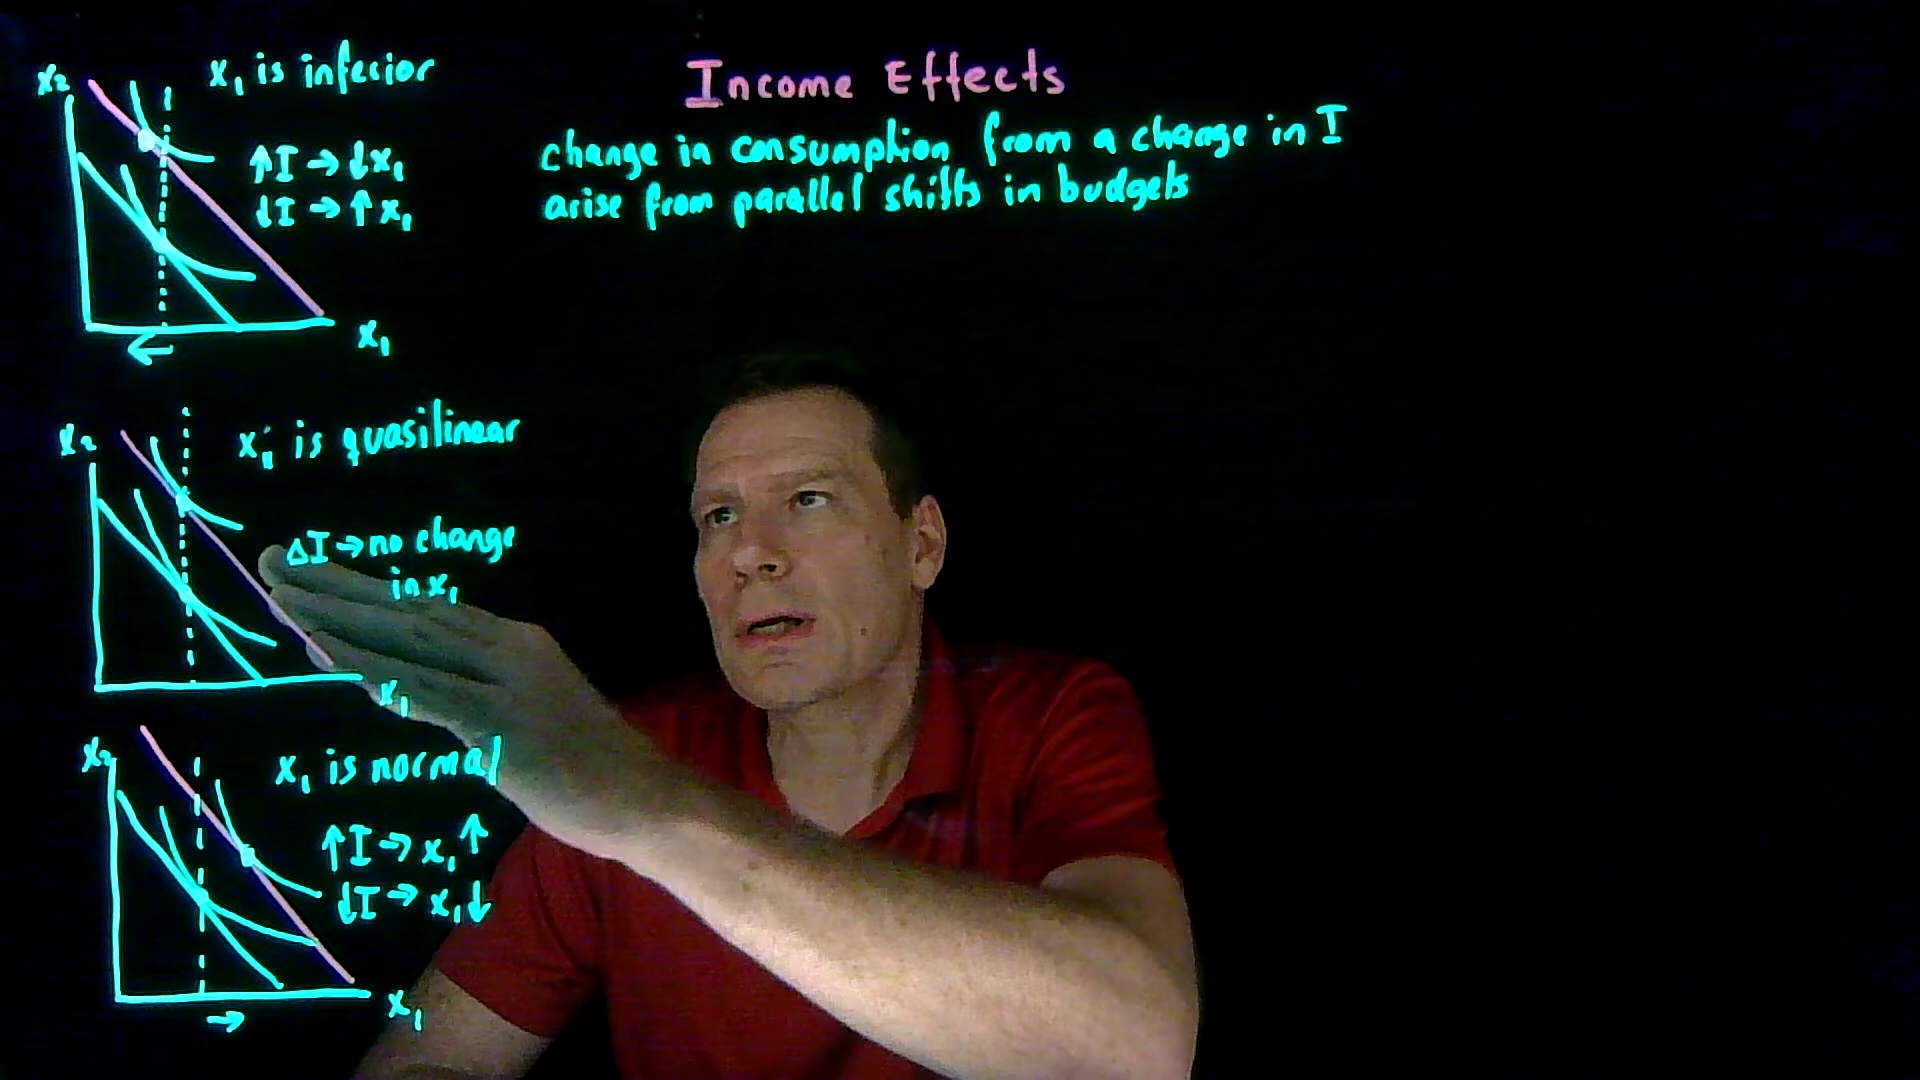 Income Effects
change in consumption from a change in I
arise from parallel shifts in budgets
x₂
x₁ is inferior
↑I → ↓x₁
↓I → ↑x₁
x₁
←
x₂
x₁ is quasilinear
ΔI → no change
in x₁
x₁
x₂
x₁ is normal
↑I → x₁↑
↓I → x₁↓
x₁
→